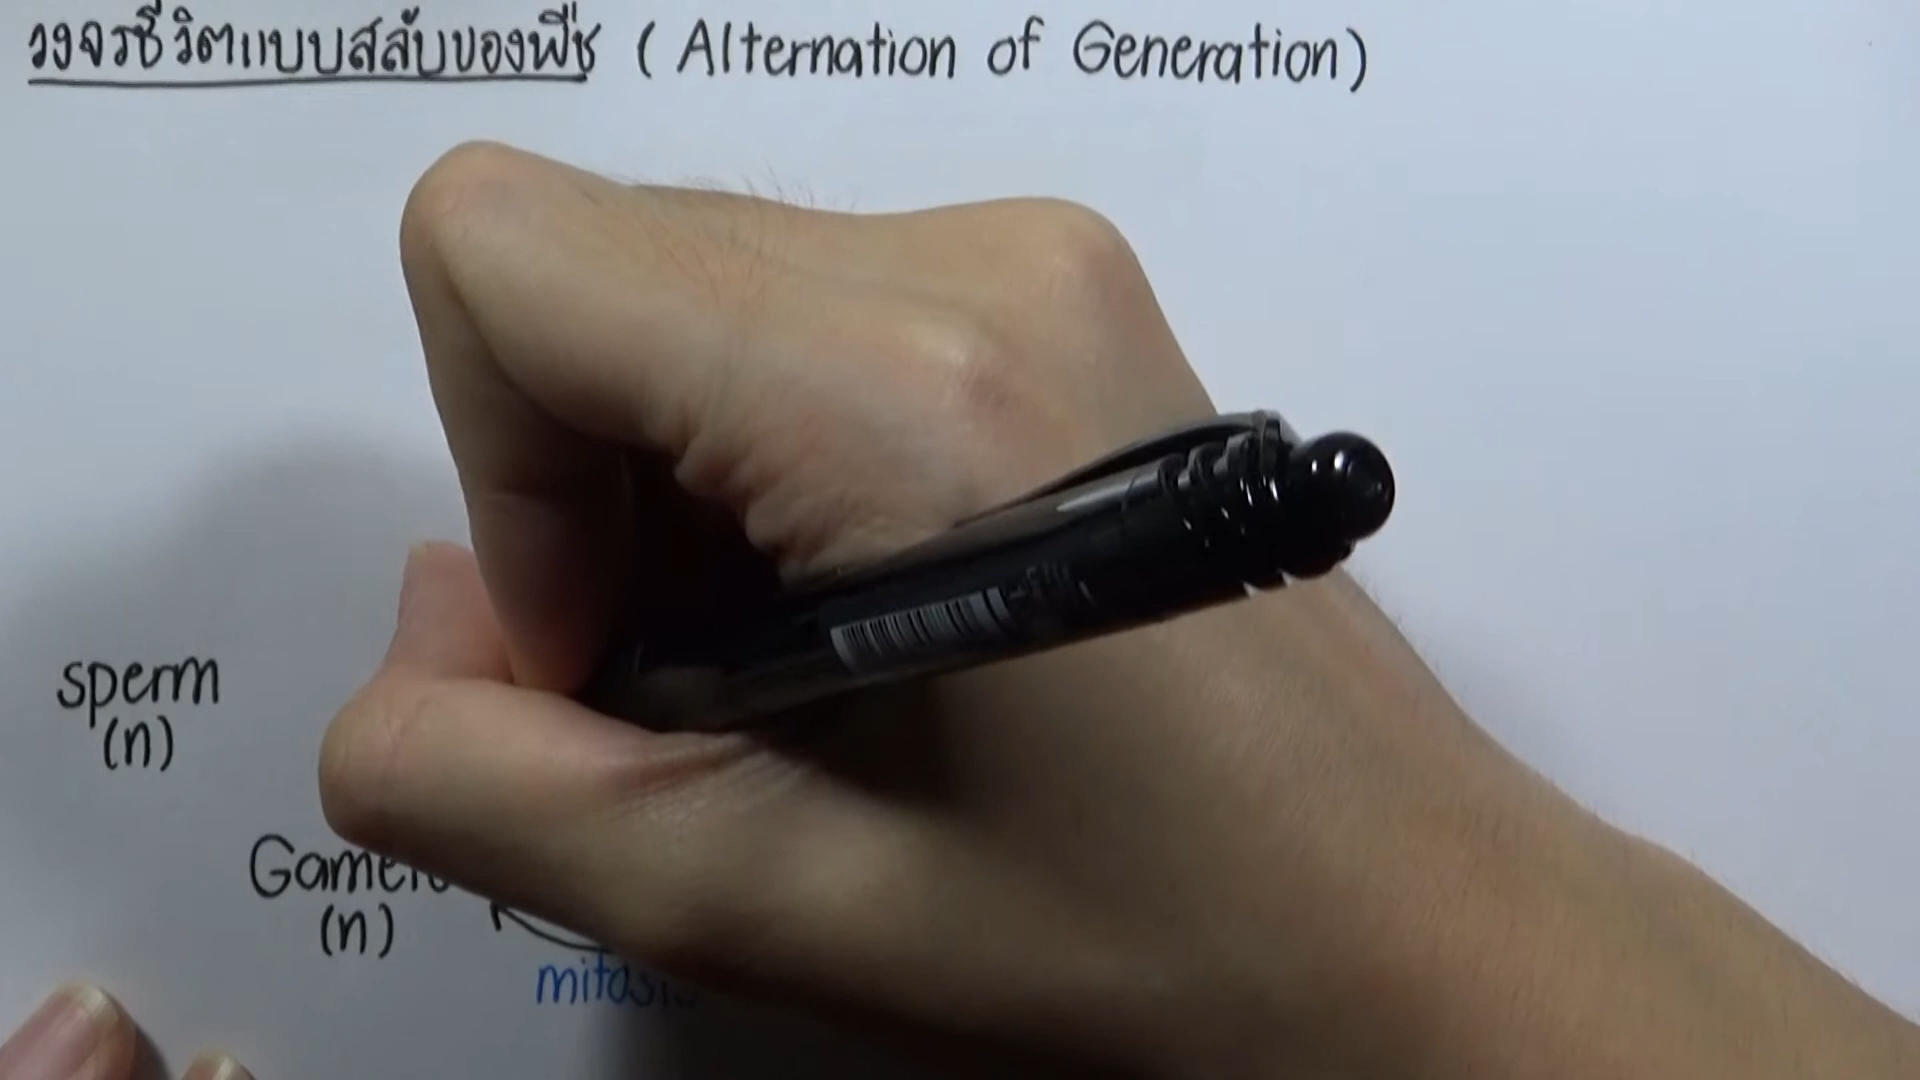 วงจรชีวิตแบบสลับของพืช (Alternation of Generation)
sperm
(n)
(n)
mitosis